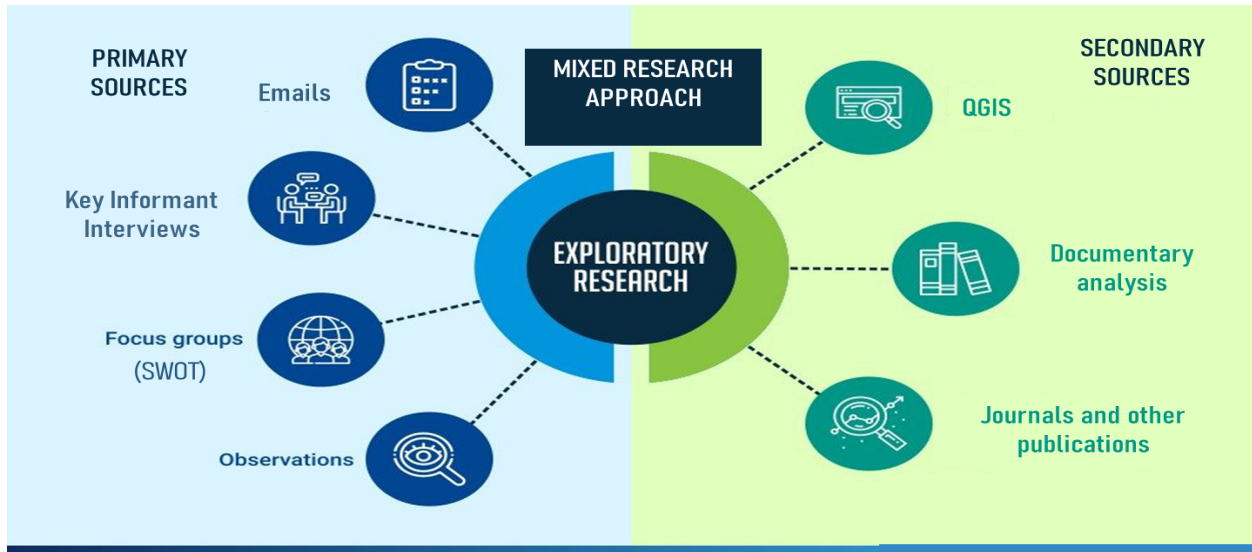 PRIMARY
SOURCES
Emails
Key Informant
Interviews
Focus groups
(SWOT)
Observations
MIXED RESEARCH
APPROACH
EXPLORATORY
RESEARCH
SECONDARY
SOURCES
QGIS
Documentary
analysis
Journals and other
publications